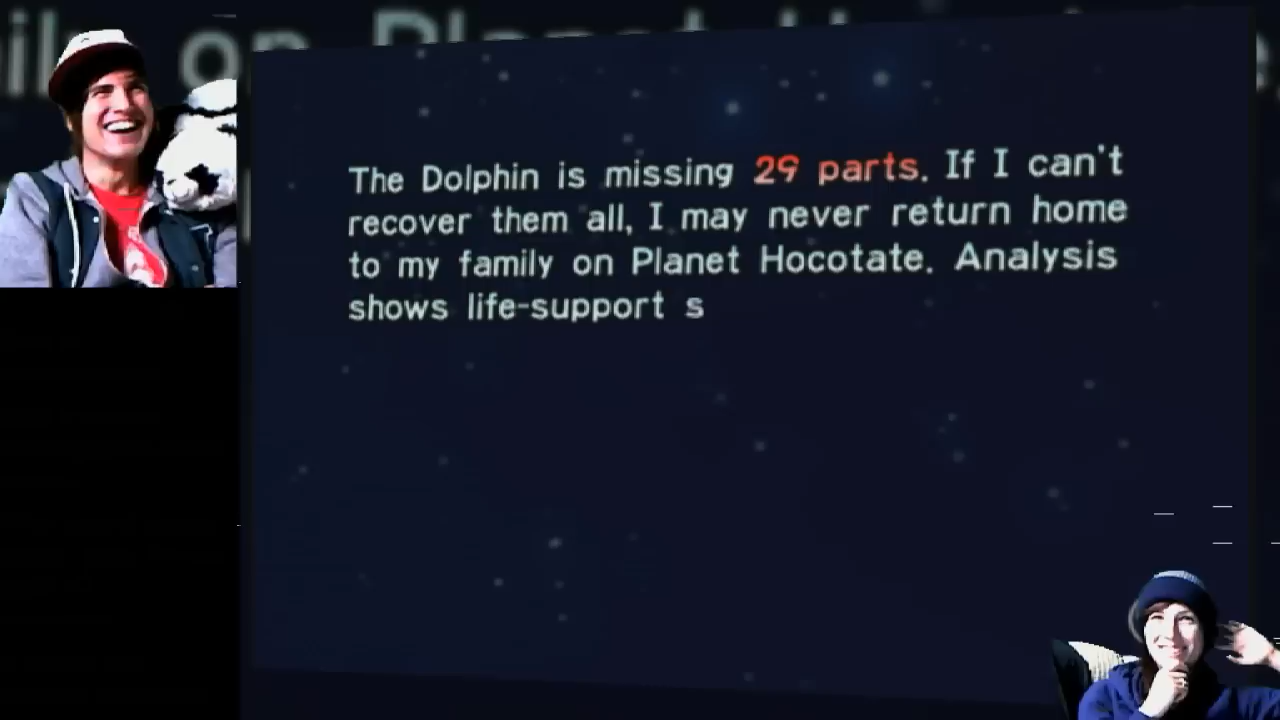 The Dolphin is missing 29 parts. If I can't
recover them all, I may never return home
to my family on Planet Hocotate. Analysis
shows life-support s